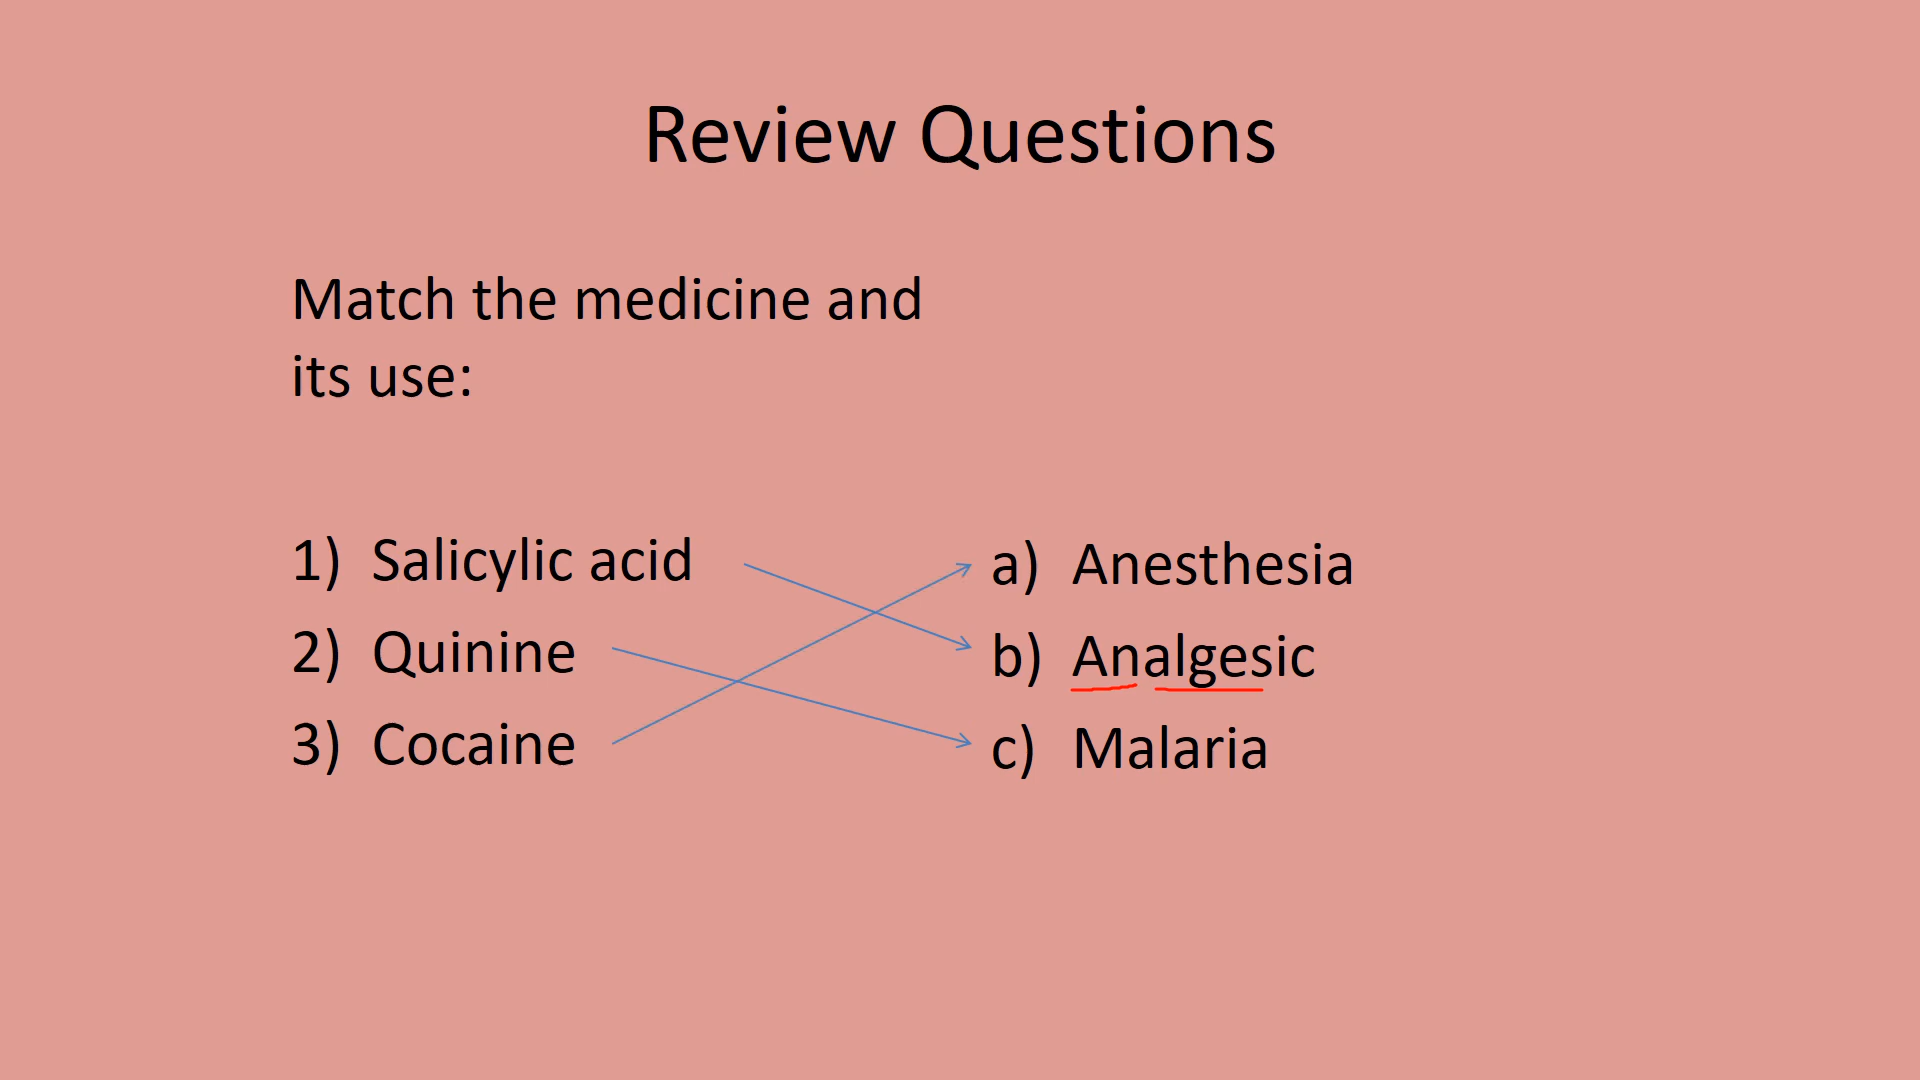 Review Questions
Match the medicine and
its use:
1) Salicylic acid
2) Quinine
3) Cocaine
a) Anesthesia
b) Analgesic
c) Malaria